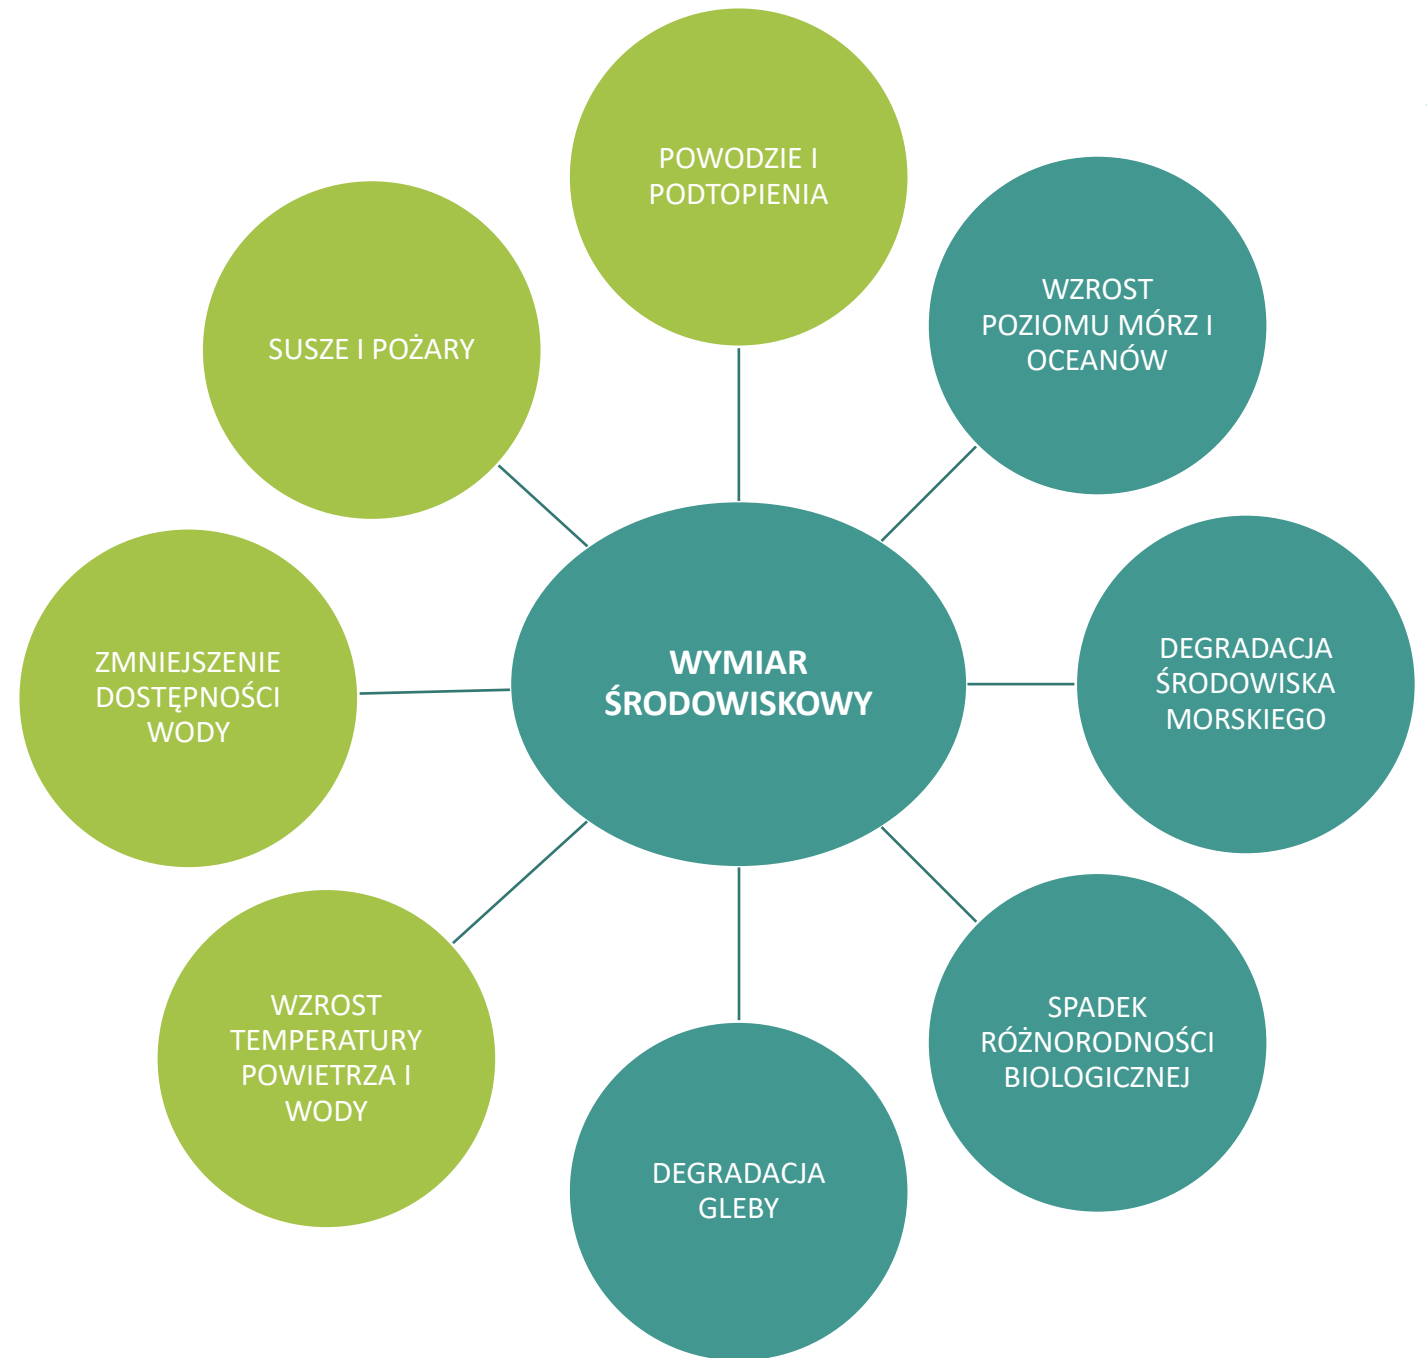 POWODZIE I
PODTOPIENIA
WZROST
POZIOMU MÓRZ I
OCEANÓW
DEGRADACJA
ŚRODOWISKA
MORSKIEGO
SPADEK
RÓŻNORODNOŚCI
BIOLOGICZNEJ
DEGRADACJA
GLEBY
WZROST
TEMPERATURY
POWIETRZA I
WODY
ZMNIEJSZENIE
DOSTĘPNOŚCI
WODY
SUSZE I POŻARY
WYMIAR
ŚRODOWISKOWY